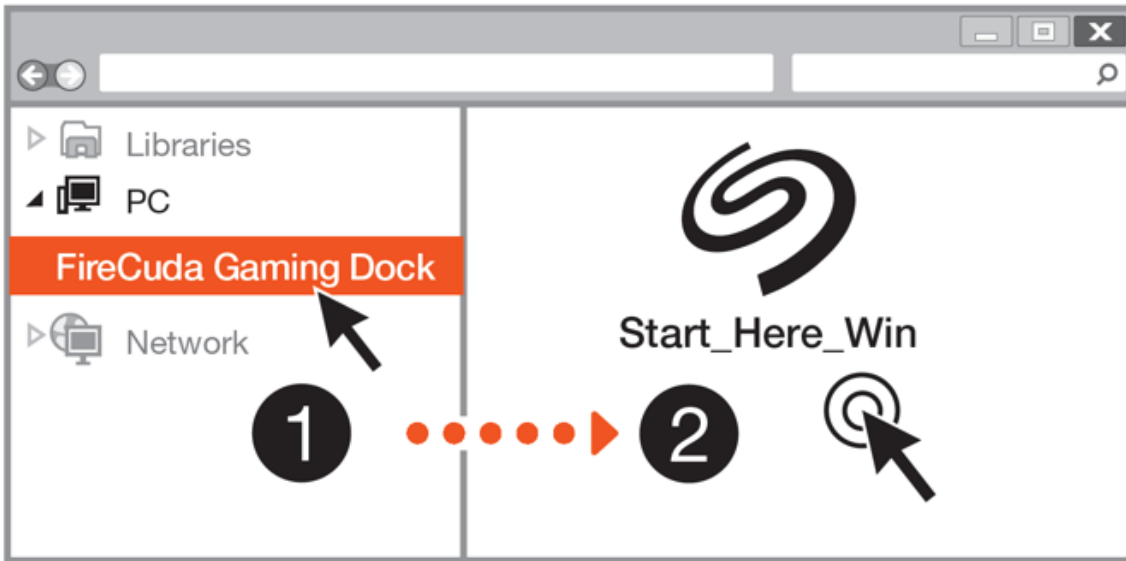 Libraries
PC
FireCuda Gaming Dock
Network
1
Start_Here_Win
2